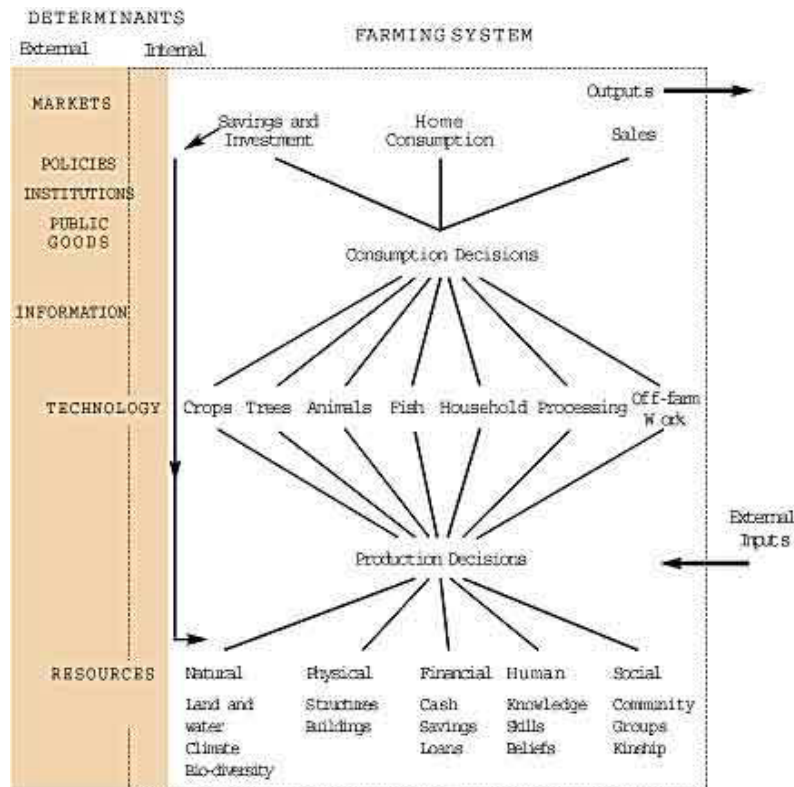 DETERMINANTS
External Internal
FARMING SYSTEM
MARKETS
Outputs
Savings and
Investment
Home
Consumption
Sales
POLICIES
INSTITUTIONS
PUBLIC
GOODS
Consumption Decisions
INFORMATION
TECHNOLOGY
Crops Trees Animals Fish Household Processing
Off-farm
Work
External
Inputs
Production Decisions
RESOURCES
Natural
Land and
water
Climate
Bio-diversity
Physical
Structures
Buildings
Financial
Cash
Savings
Loans
Human
Knowledge
Skills
Beliefs
Social
Community
Groups
Kinship